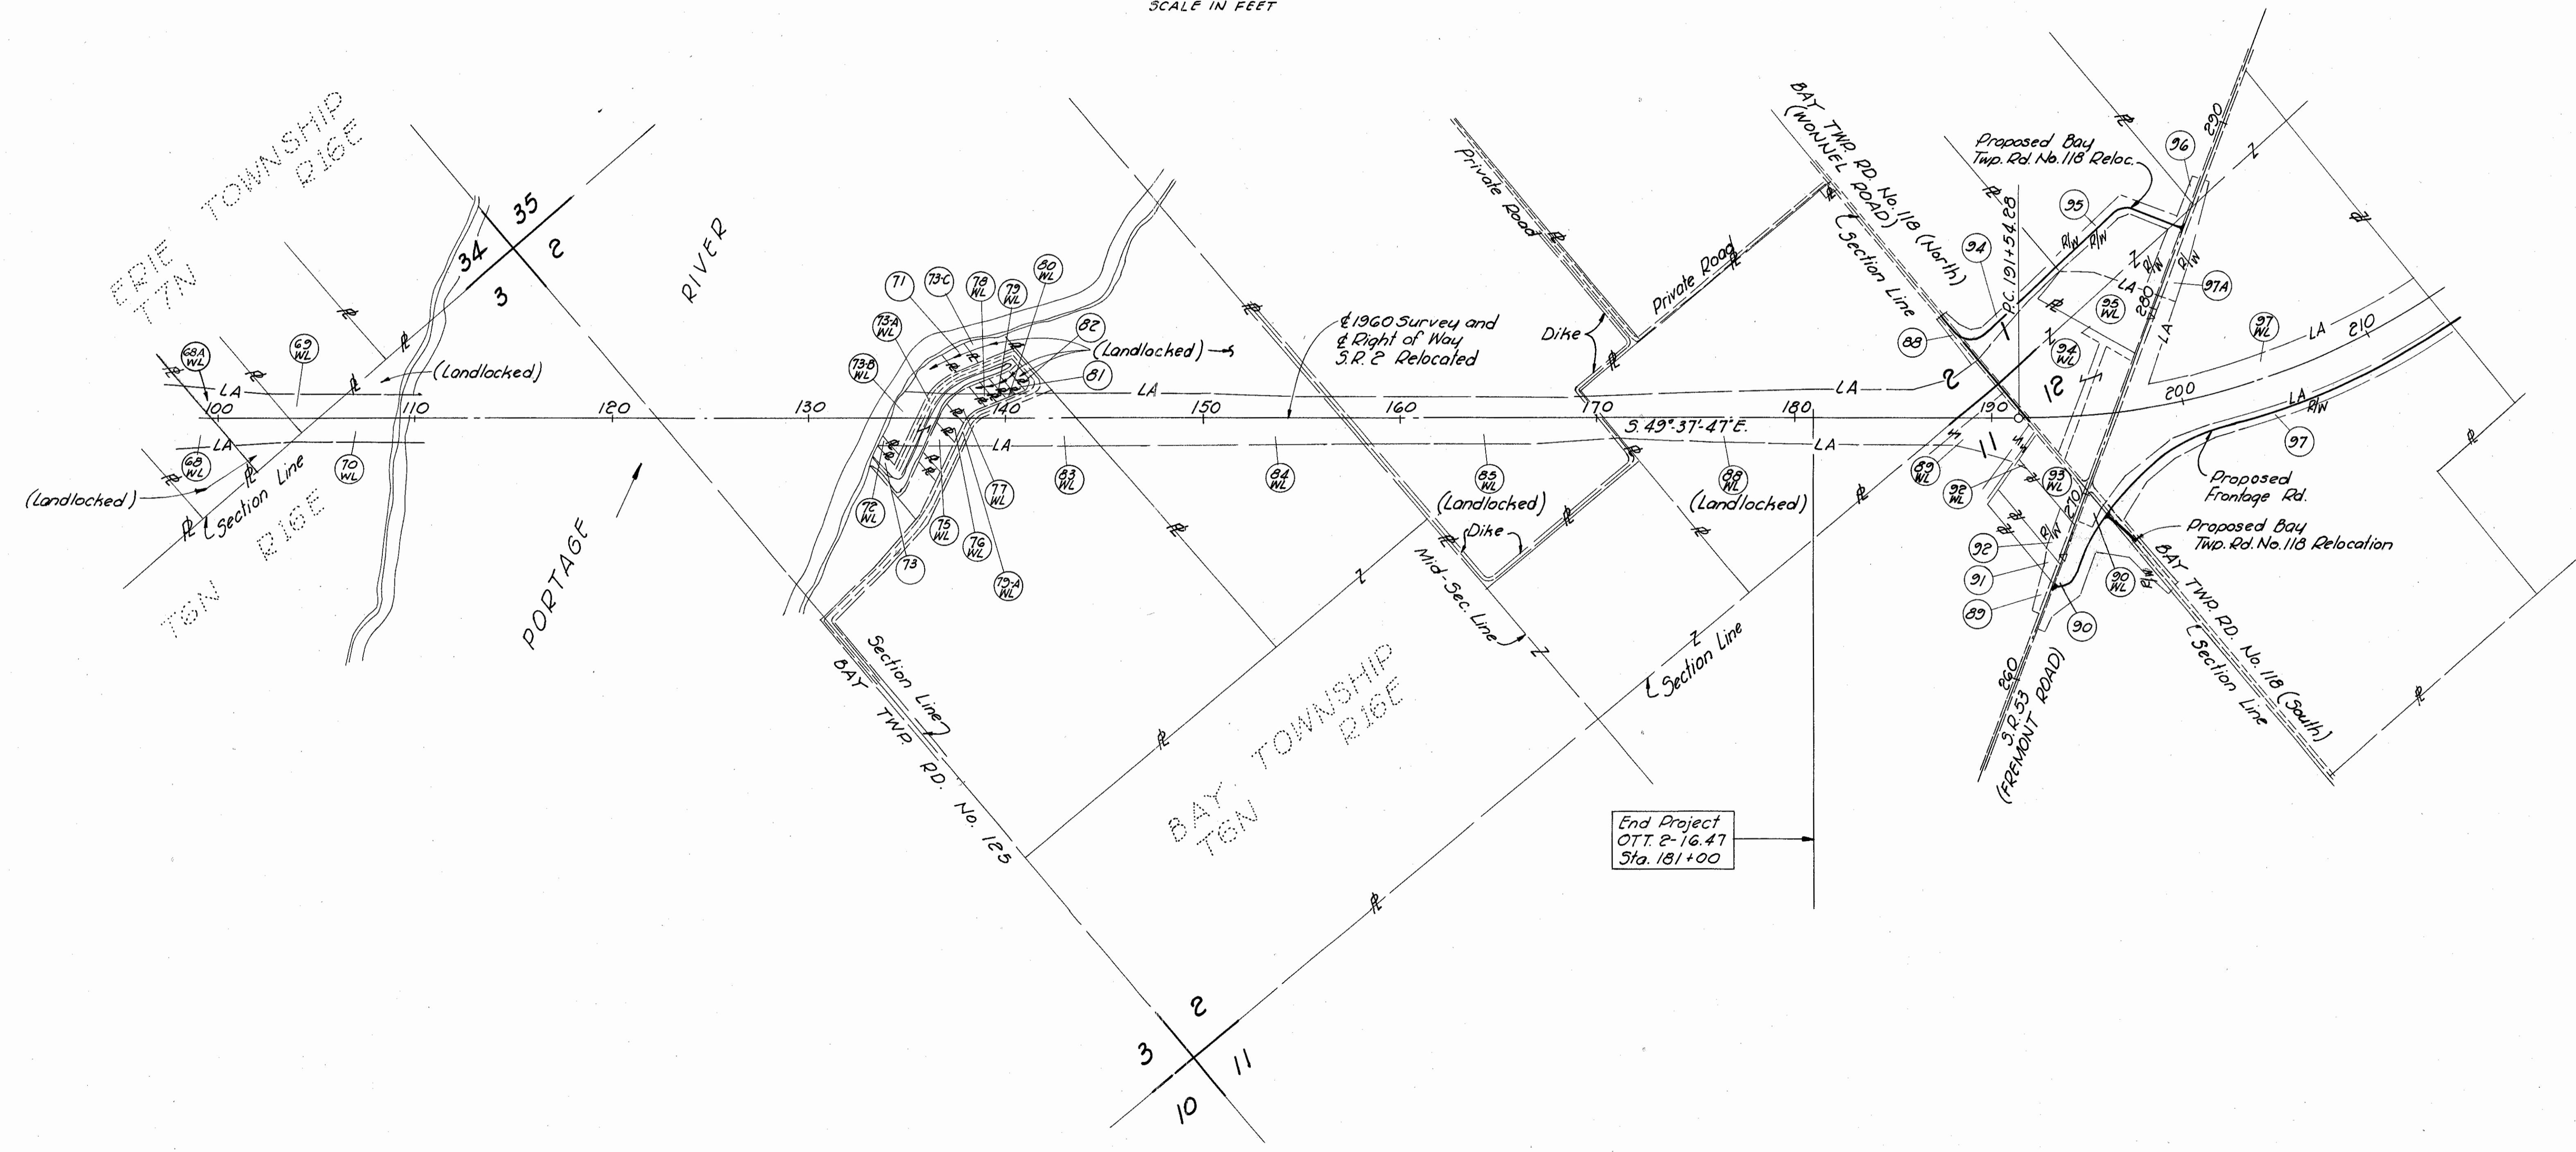 SCALE IN FEET
ERIE TOWNSHIP
T7N R16E
35
34
2
3
RIVER
PORTAGE
68A
WL
69
WL
(Landlocked)
LA
100
110
120
130
140
150
160
170
180
190
200
210
LA
68
WL
70
WL
(Landlocked)
Section Line
T6N R16E
71
73-C
78
WL
79
WL
80
WL
73-A
WL
82
(Landlocked)
73-B
WL
81
LA
LA
72
WL
73
75
WL
76
WL
77
WL
79-A
WL
83
WL
84
WL
85
WL
(Landlocked)
88
WL
(Landlocked)
℄ 1960 Survey and
℄ Right of Way
S.R. 2 Relocated
Private Road
Private Road
Dike
Dike
S. 49°-37'-47"E.
LA
LA
Mid-Sec. Line
Section Line
Section Line
BAY TWP. RD. No. 125
BAY TOWNSHIP
T6N R16E
End Project
OTT. 2-16.47
Sta. 181+00
2
3
11
10
BAY TWP. RD. No. 118 (North)
(WONNEL ROAD)
Section Line
P.C. 191+54.28
Proposed Bay
Twp. Rd. No. 118 Reloc.
96
290
95
94
88
R/W
R/W
R/W
R/W
LA
95
WL
280
97A
97
WL
LA
LA
94
WL
2
12
11
LA
R/W
97
89
WL
92
WL
93
WL
270
R/W
92
91
89
90
90
WL
R/W
Proposed
Frontage Rd.
Proposed Bay
Twp. Rd. No. 118 Relocation
BAY TWP. RD. No. 118 (South)
Section Line
260
S.R. 53
(FREMONT ROAD)